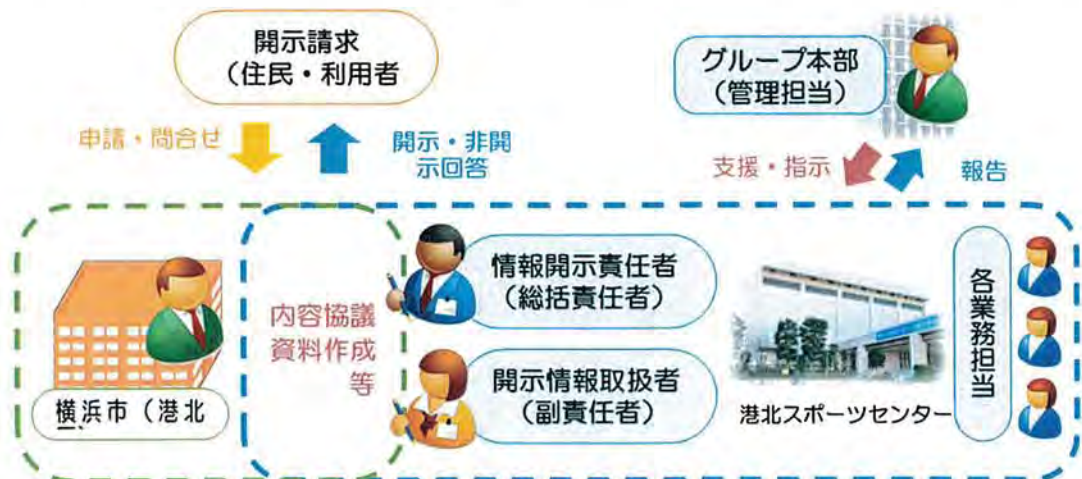 開示請求
（住民・利用者
グループ本部
（管理担当）
申請・問合せ
開示・非開
示回答
支援・指示
報告
情報開示責任者
（総括責任者）
内容協議
資料作成
等
各業務担当
開示情報取扱者
（副責任者）
横浜市（港北
港北スポーツセンター